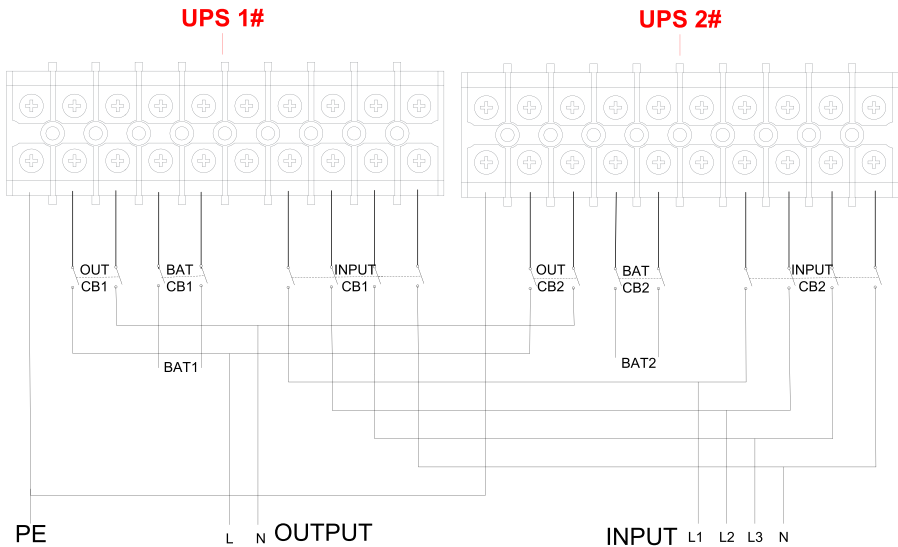 UPS 1# UPS 2#
OUT BAT INPUT OUT BAT INPUT
CB1 CB1 CB1 CB2 CB2 CB2
BAT1 BAT2
PE L N OUTPUT INPUT L1 L2 L3 N